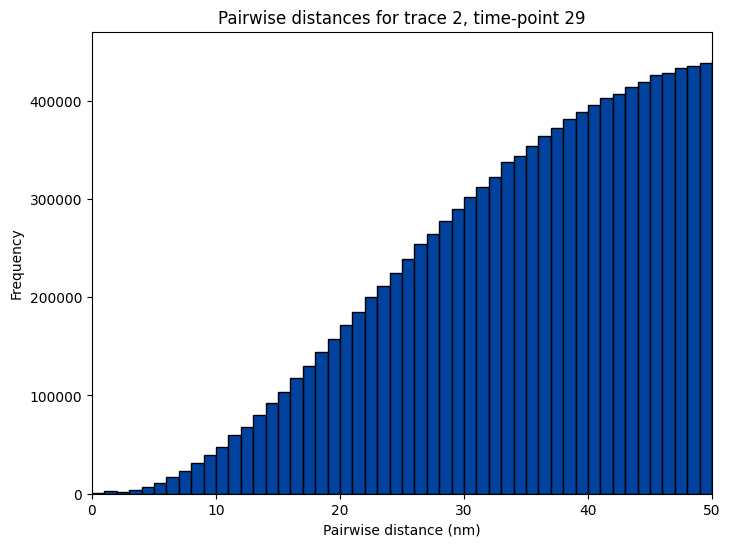 Pairwise distances for trace 2, time-point 29
400000
300000
200000
100000
0
Frequency
0 10 20 30 40 50
Pairwise distance (nm)